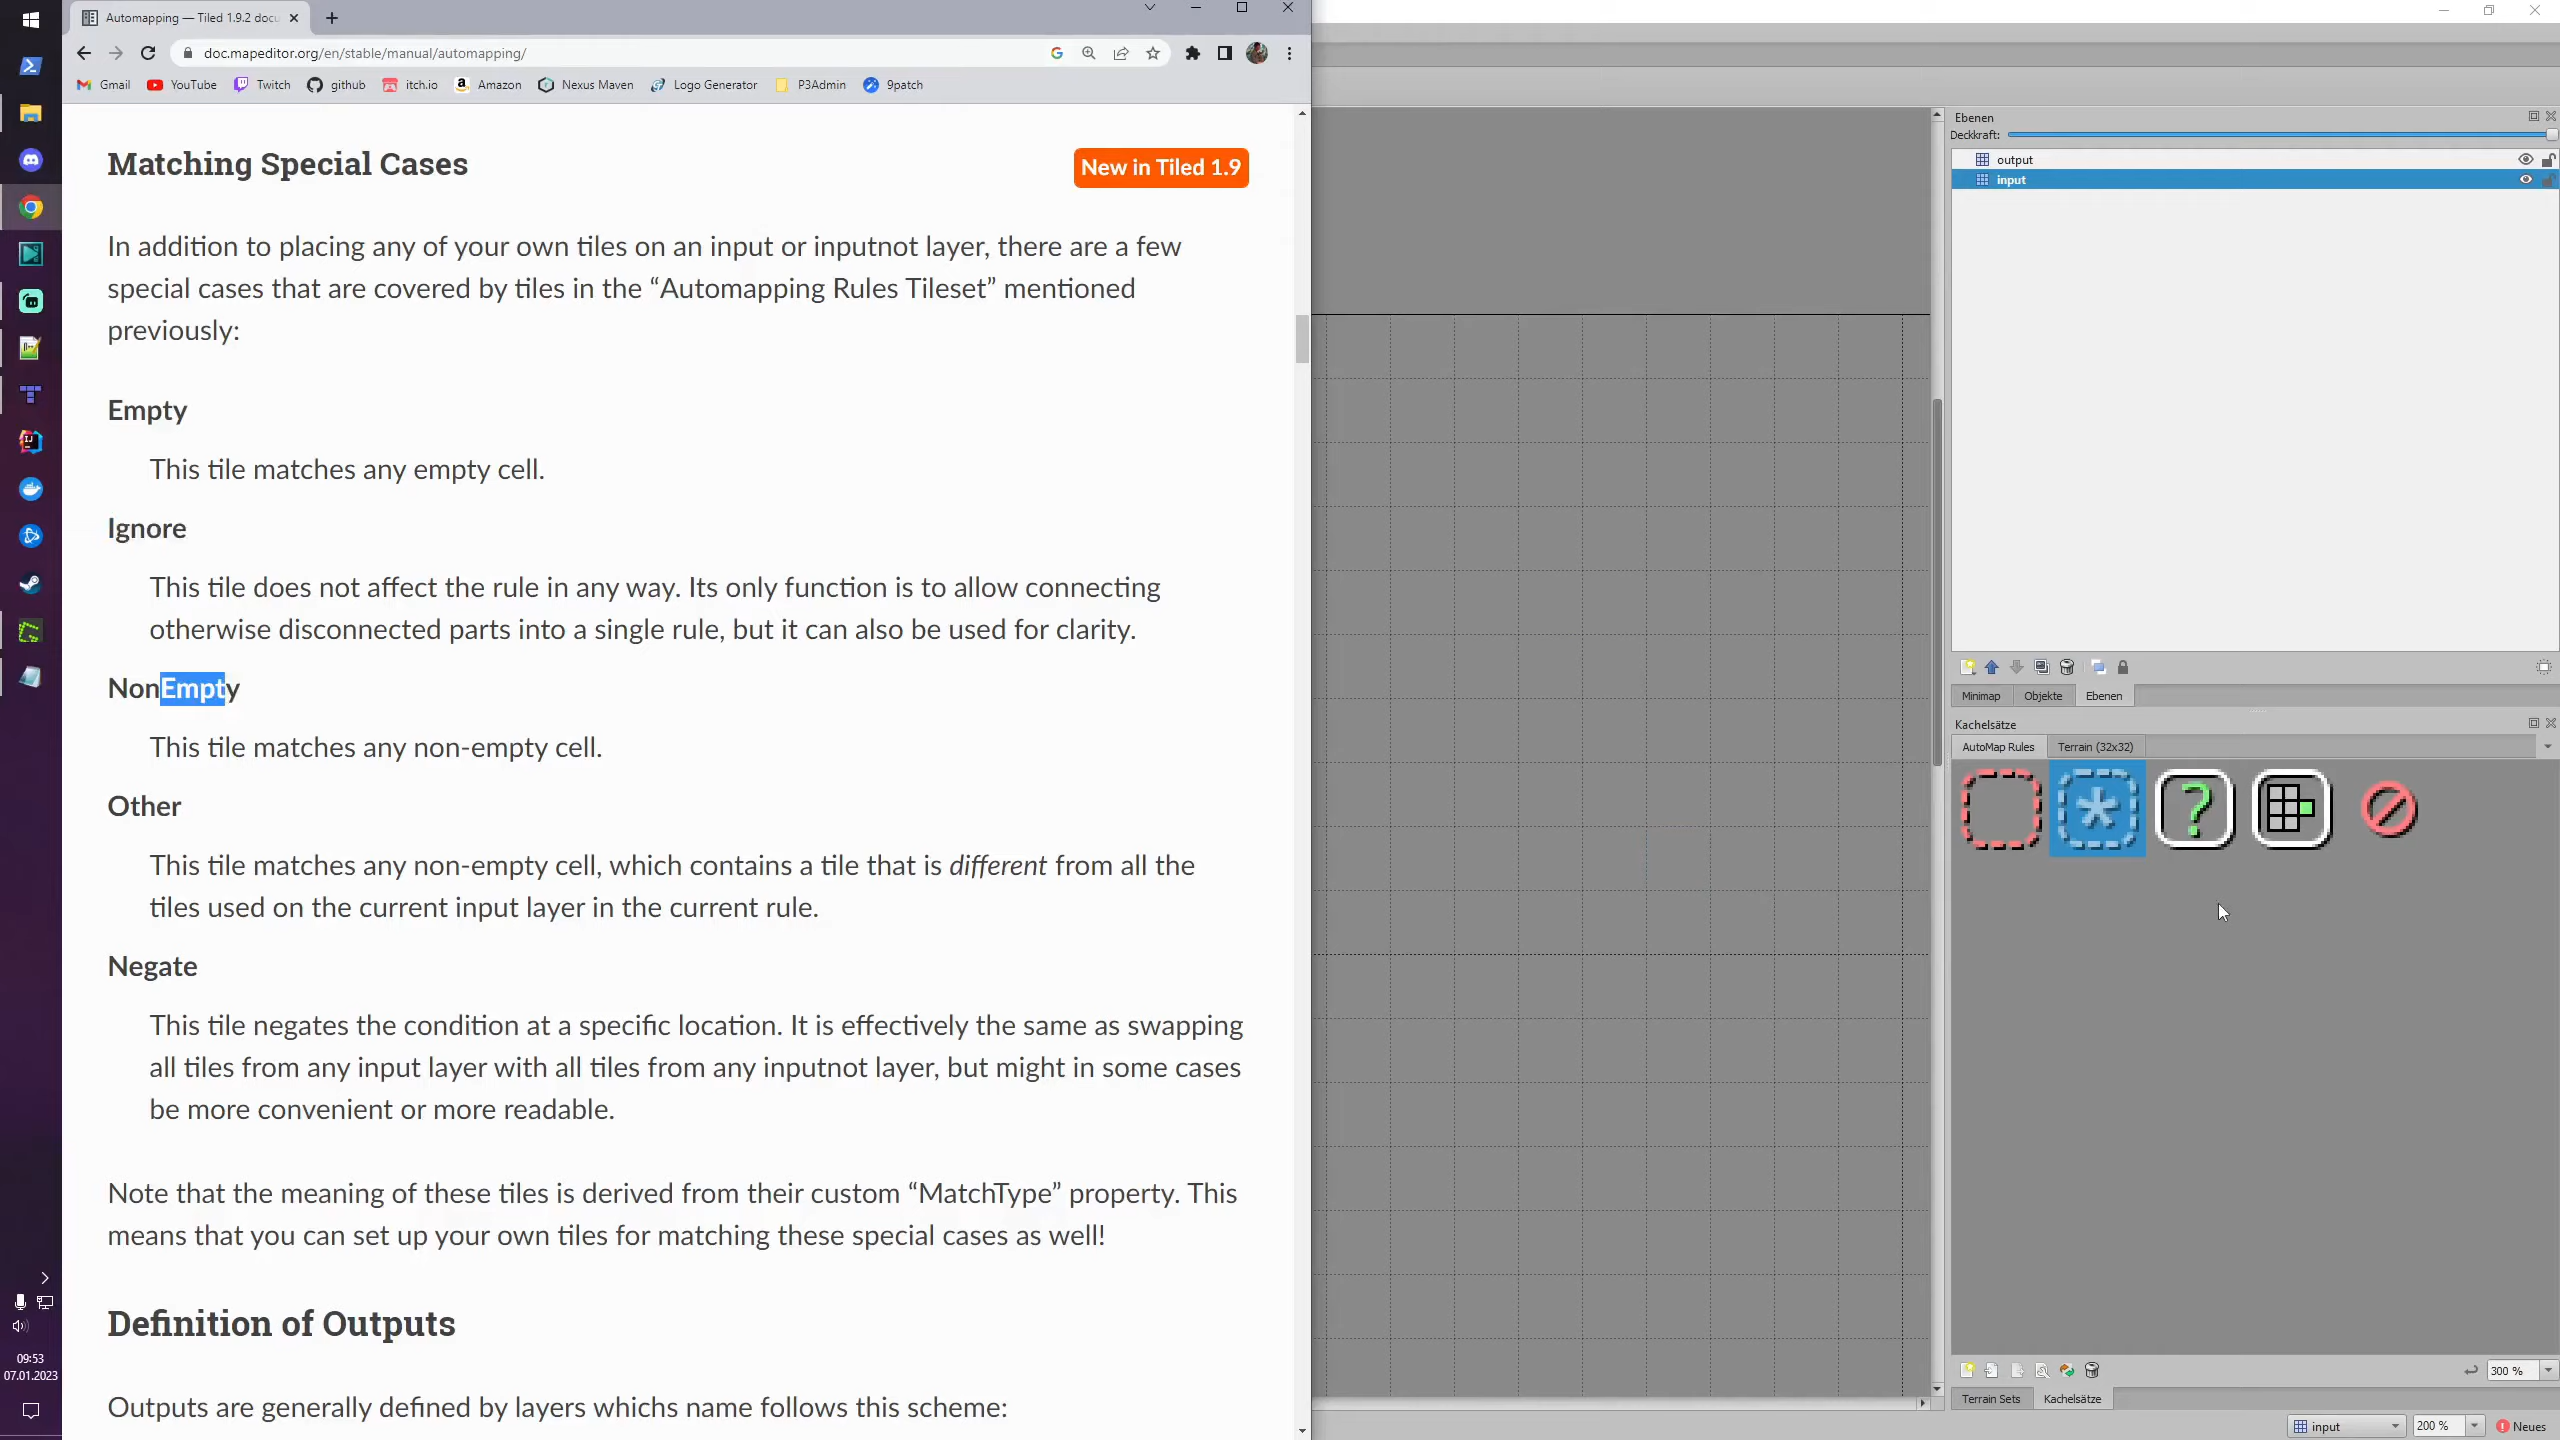 Automapping — Tiled 1.9.2 docu
doc.mapeditor.org/en/stable/manual/automapping/
Gmail YouTube Twitch github itch.io Amazon Nexus Maven Logo Generator P3Admin 9patch
Matching Special Cases
New in Tiled 1.9
In addition to placing any of your own tiles on an input or inputnot layer, there are a few
special cases that are covered by tiles in the “Automapping Rules Tileset” mentioned
previously:
Empty
This tile matches any empty cell.
Ignore
This tile does not affect the rule in any way. Its only function is to allow connecting
otherwise disconnected parts into a single rule, but it can also be used for clarity.
NonEmpty
This tile matches any non-empty cell.
Other
This tile matches any non-empty cell, which contains a tile that is different from all the
tiles used on the current input layer in the current rule.
Negate
This tile negates the condition at a specific location. It is effectively the same as swapping
all tiles from any input layer with all tiles from any inputnot layer, but might in some cases
be more convenient or more readable.
Note that the meaning of these tiles is derived from their custom “MatchType” property. This
means that you can set up your own tiles for matching these special cases as well!
Definition of Outputs
Outputs are generally defined by layers whichs name follows this scheme:
09:53
07.01.2023
Ebenen
Deckkraft:
output
input
Minimap Objekte Ebenen
Kachelsätze
AutoMap Rules Terrain (32x32)
300 %
Terrain Sets Kachelsätze
input 200 % Neues